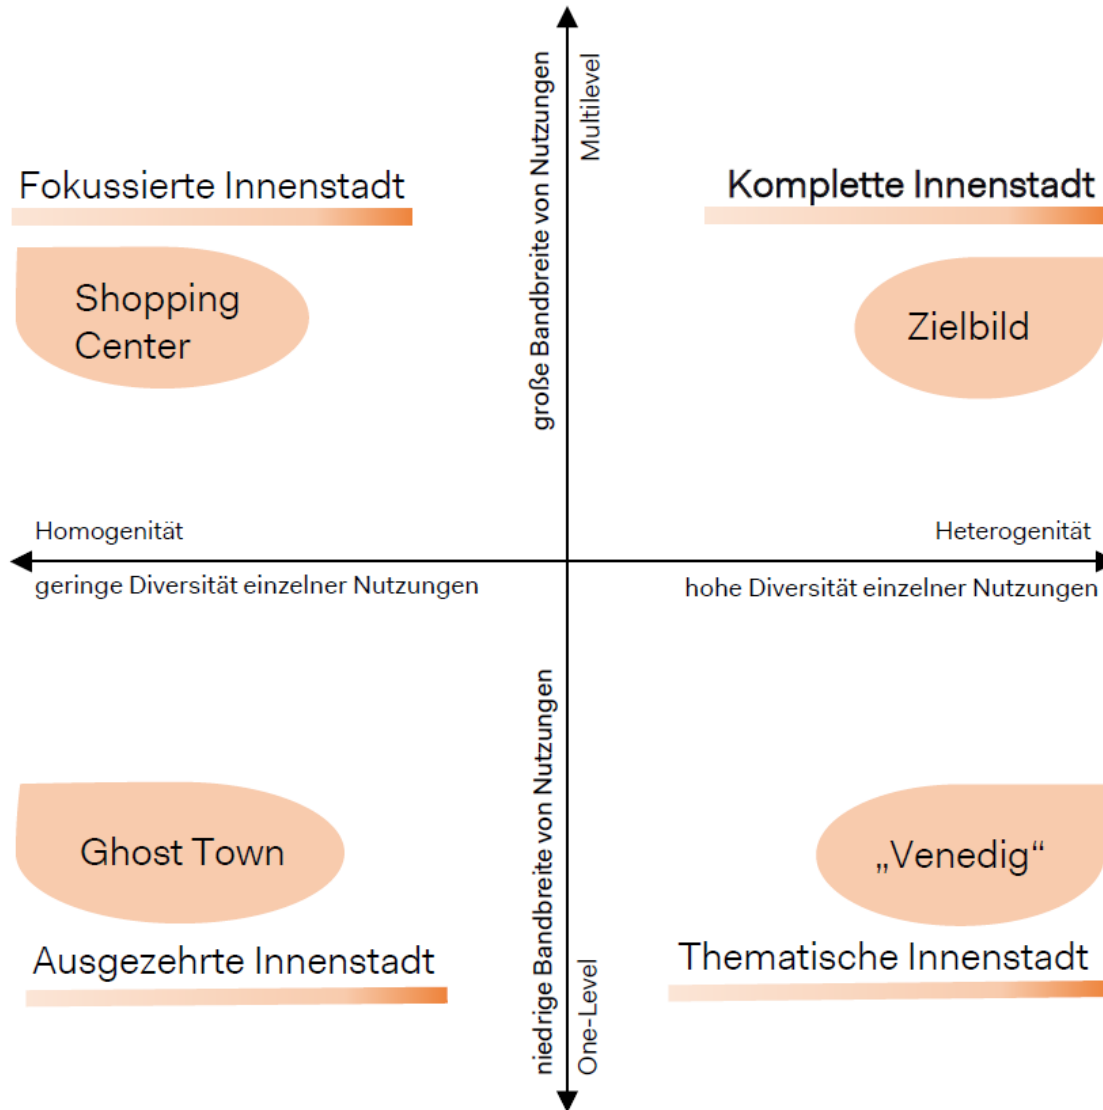 große Bandbreite von Nutzungen
Multilevel
Fokussierte Innenstadt
Komplette Innenstadt
Shopping
Center
Zielbild
Homogenität
Heterogenität
geringe Diversität einzelner Nutzungen
hohe Diversität einzelner Nutzungen
niedrige Bandbreite von Nutzungen
One-Level
Ghost Town
„Venedig“
Ausgezehrte Innenstadt
Thematische Innenstadt